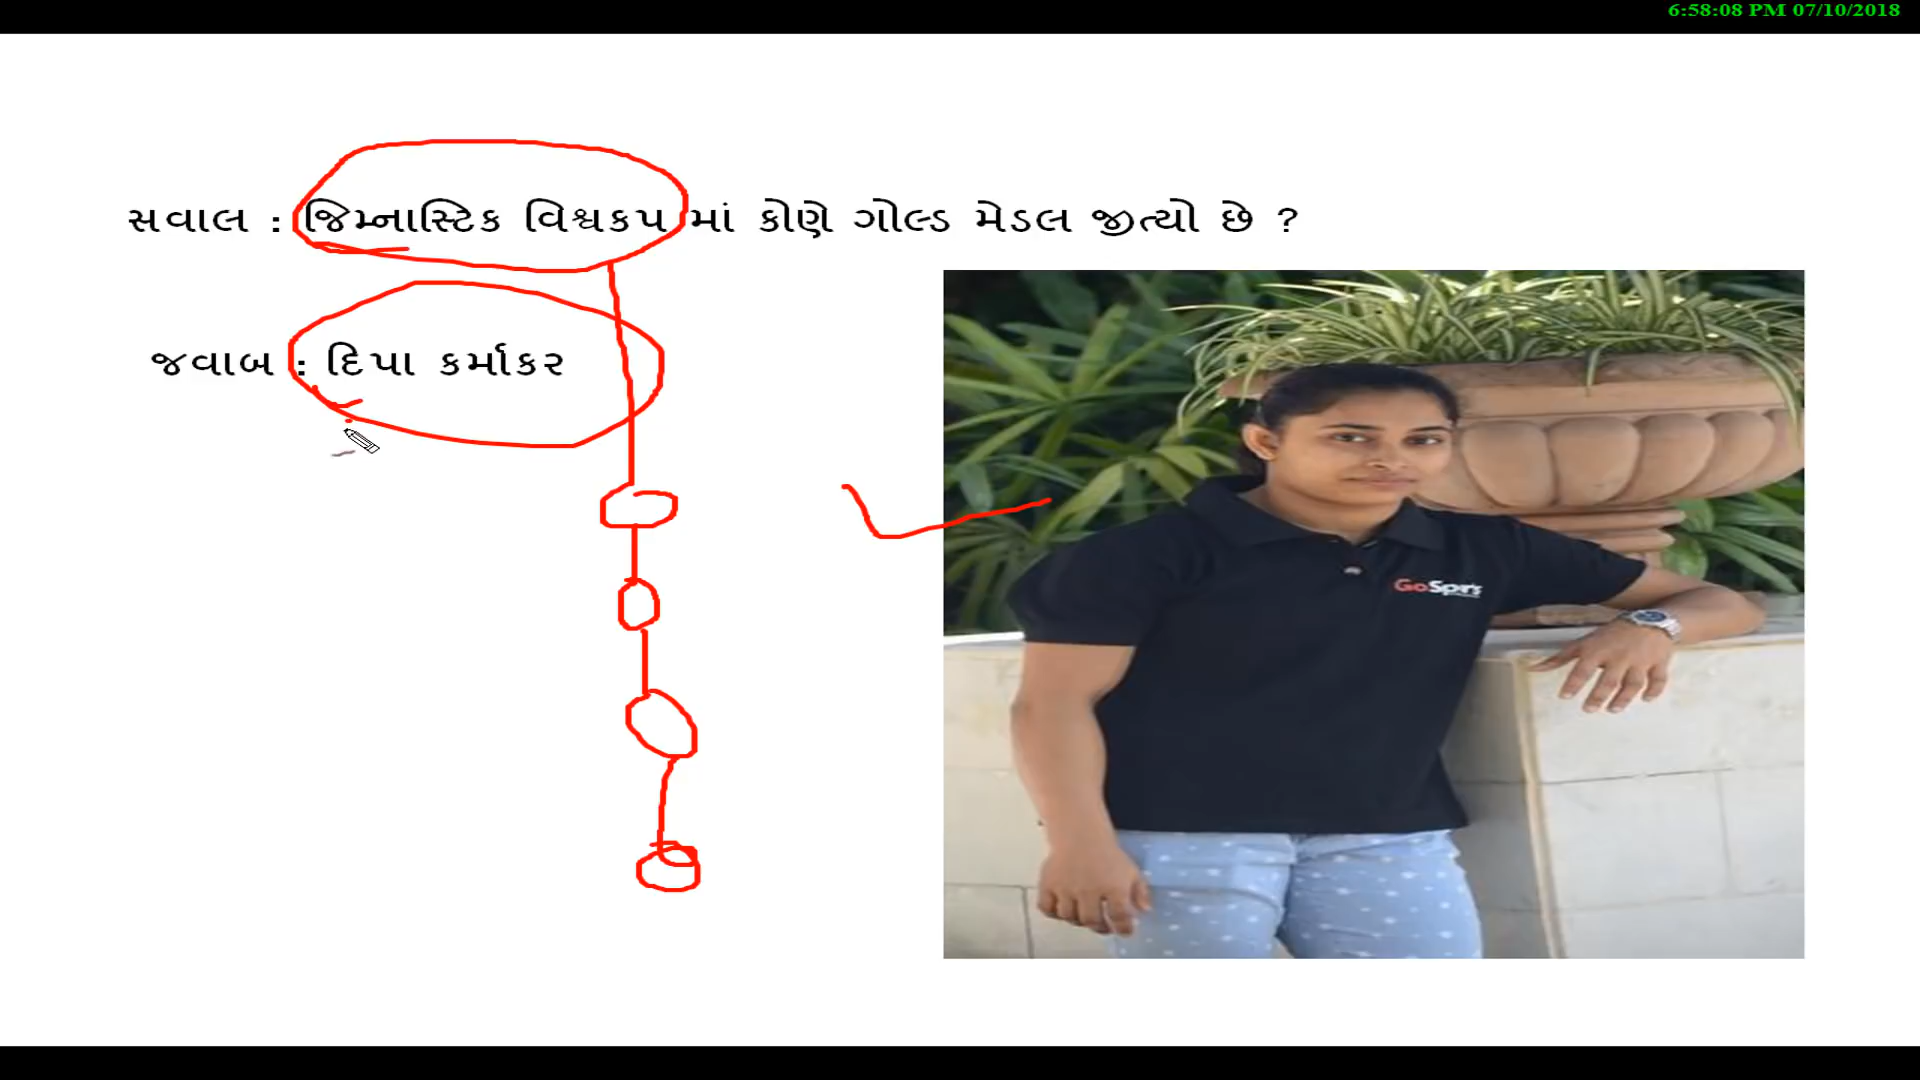 6:58:08 PM 07/10/2018
સવાલ : જિમ્નાસ્ટિક વિશ્વકપ માં કોણે ગોલ્ડ મેડલ જીત્યો છે ?
જવાબ : દિપા કર્માકર
GoSports